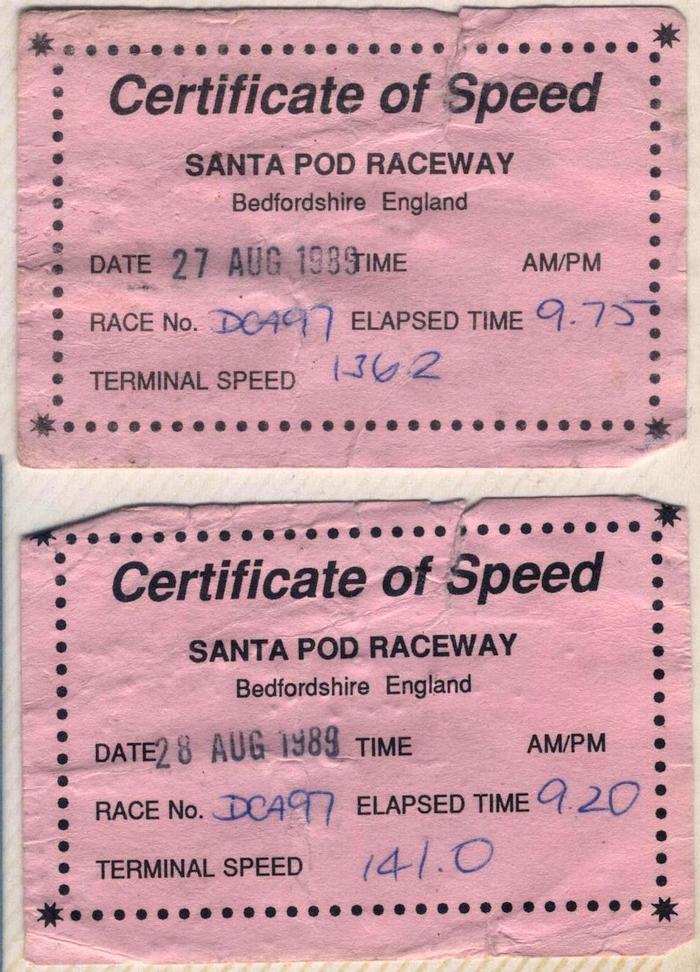 Certificate of Speed
SANTA POD RACEWAY
Bedfordshire England
DATE 27 AUG 1989 TIME AM/PM
RACE No. DCA97 ELAPSED TIME 9.75
TERMINAL SPEED 136.2
Certificate of Speed
SANTA POD RACEWAY
Bedfordshire England
DATE 28 AUG 1989 TIME AM/PM
RACE No. DCA97 ELAPSED TIME 9.20
TERMINAL SPEED 141.0